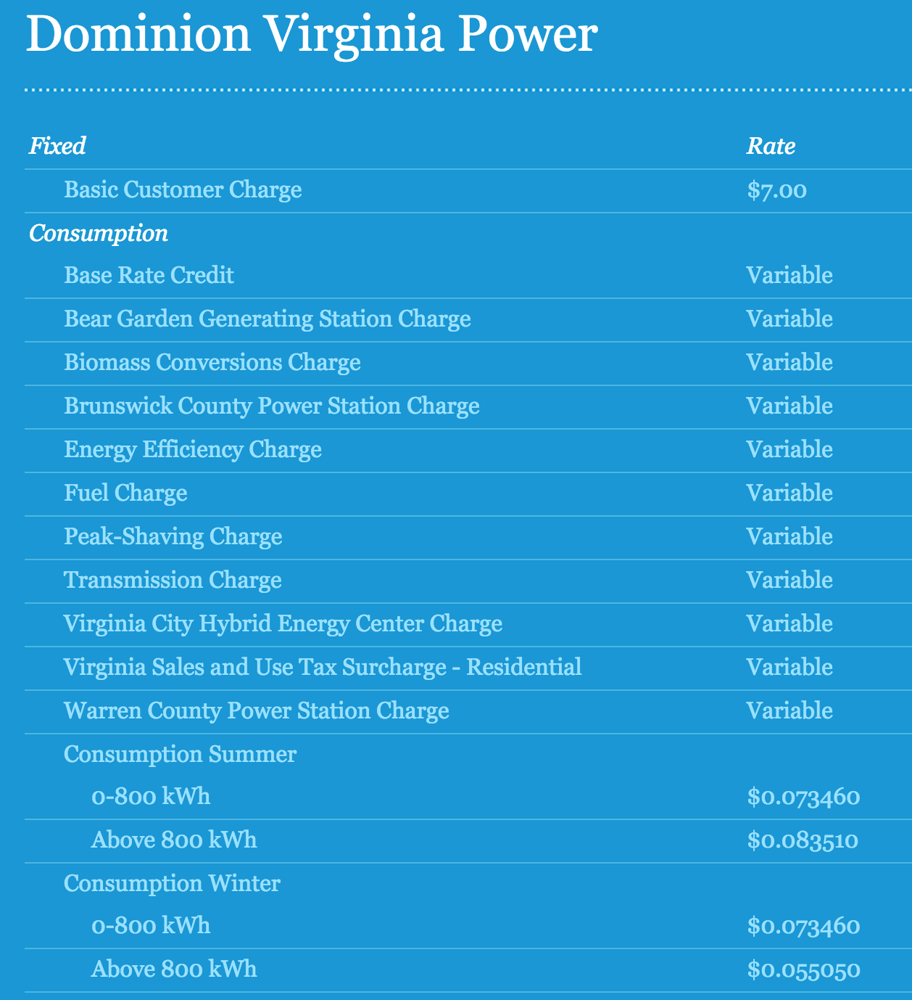 Dominion Virginia Power
Fixed Rate
Basic Customer Charge $7.00
Consumption
Base Rate Credit Variable
Bear Garden Generating Station Charge Variable
Biomass Conversions Charge Variable
Brunswick County Power Station Charge Variable
Energy Efficiency Charge Variable
Fuel Charge Variable
Peak-Shaving Charge Variable
Transmission Charge Variable
Virginia City Hybrid Energy Center Charge Variable
Virginia Sales and Use Tax Surcharge - Residential Variable
Warren County Power Station Charge Variable
Consumption Summer
0-800 kWh $0.073460
Above 800 kWh $0.083510
Consumption Winter
0-800 kWh $0.073460
Above 800 kWh $0.055050